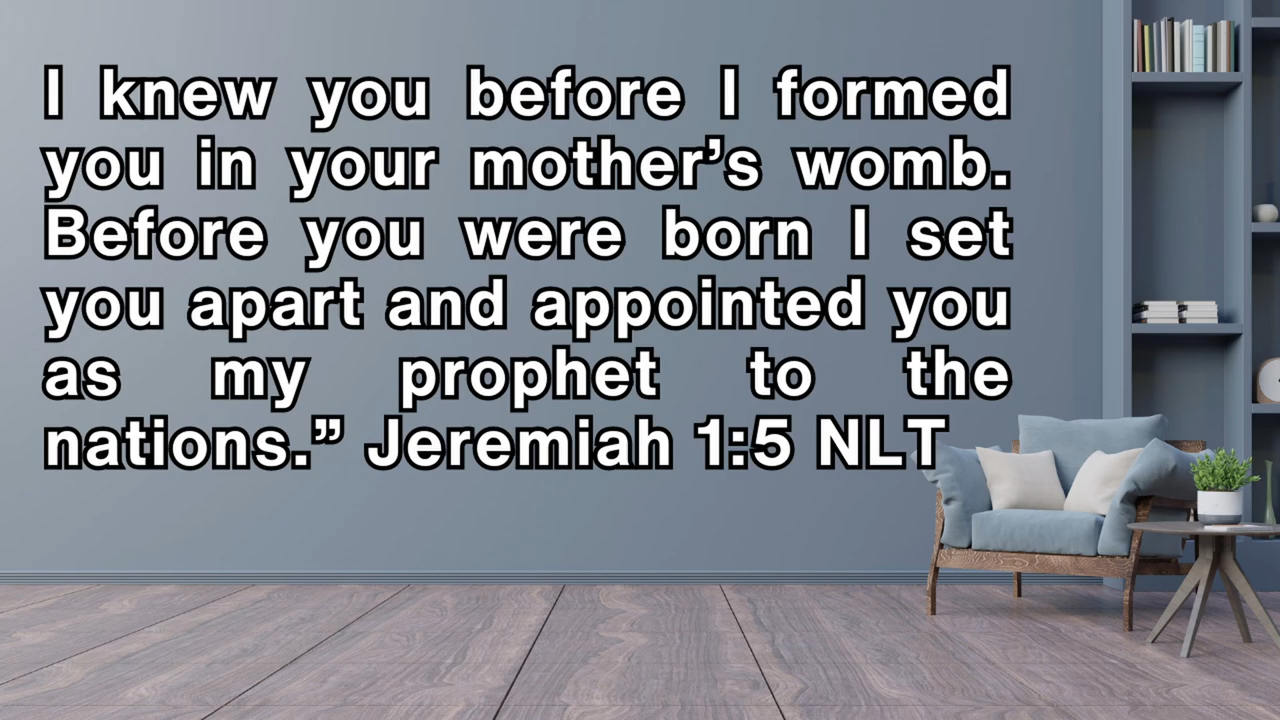 I knew you before I formed
you in your mother’s womb.
Before you were born I set
you apart and appointed you
as my prophet to the
nations.” Jeremiah 1:5 NLT